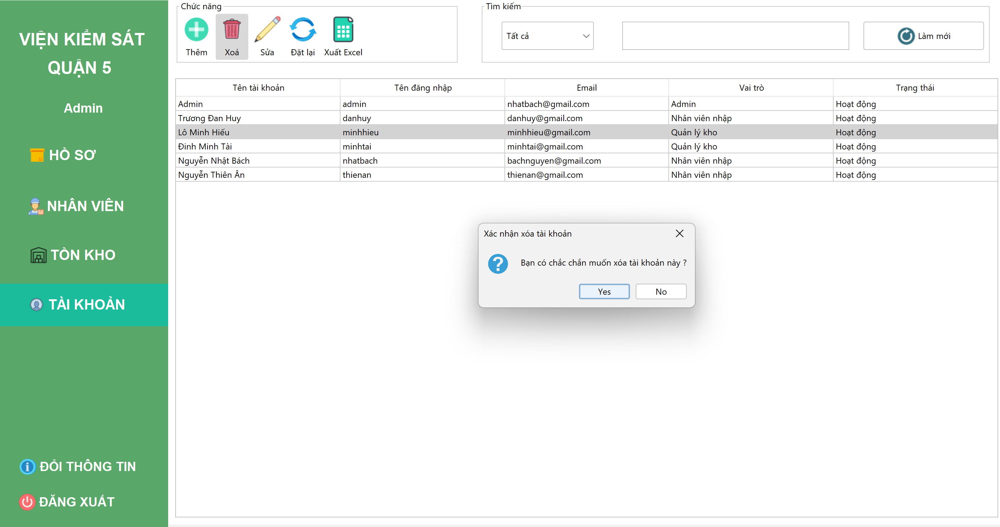 VIỆN KIỂM SÁT
QUẬN 5
Admin
HỒ SƠ
NHÂN VIÊN
TỒN KHO
TÀI KHOẢN
ĐỔI THÔNG TIN
ĐĂNG XUẤT
Chức năng
Thêm Xoá Sửa Đặt lại Xuất Excel
Tìm kiếm
Tất cả Làm mới
Tên tài khoản Tên đăng nhập Email Vai trò Trạng thái
Admin admin nhatbach@gmail.com Admin Hoạt động
Trương Đan Huy danhuy danhuy@gmail.com Nhân viên nhập Hoạt động
Lô Minh Hiếu minhhieu minhhieu@gmail.com Quản lý kho Hoạt động
Đinh Minh Tài minhtai minhtai@gmail.com Quản lý kho Hoạt động
Nguyễn Nhật Bách nhatbach bachnguyen@gmail.com Nhân viên nhập Hoạt động
Nguyễn Thiên Ân thienan thienan@gmail.com Nhân viên nhập Hoạt động
Xác nhận xóa tài khoản
Bạn có chắc chắn muốn xóa tài khoản này ?
Yes No